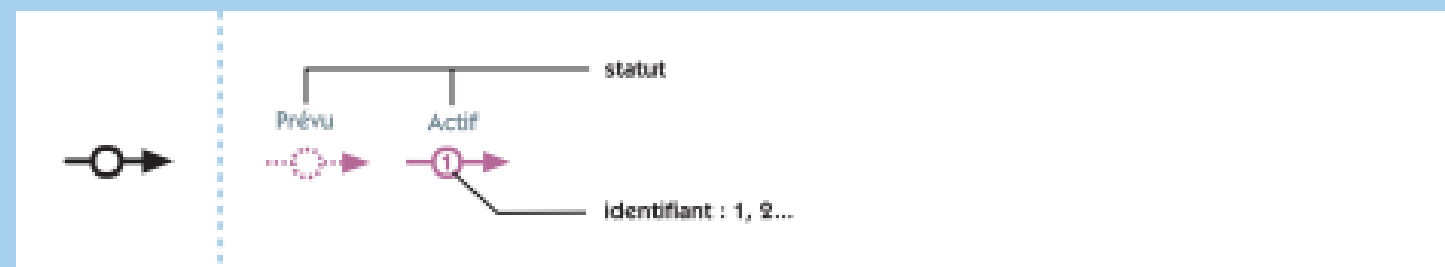 statut
Prévu Actif
1
identifiant : 1, 2...